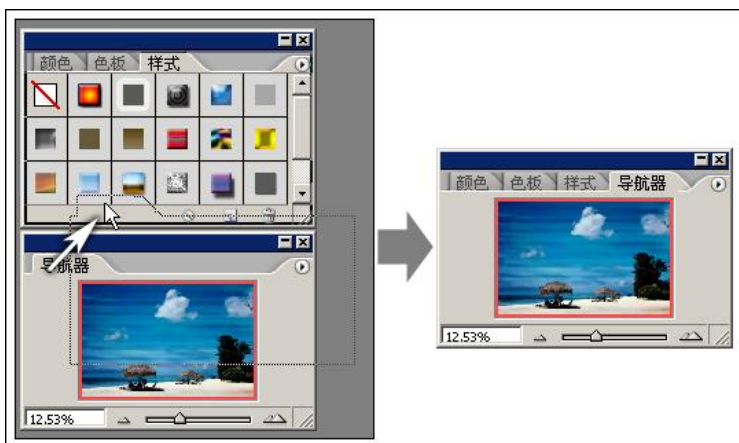 颜色 色板 样式
导航器
12.53%
颜色 色板 样式 导航器
12.53%